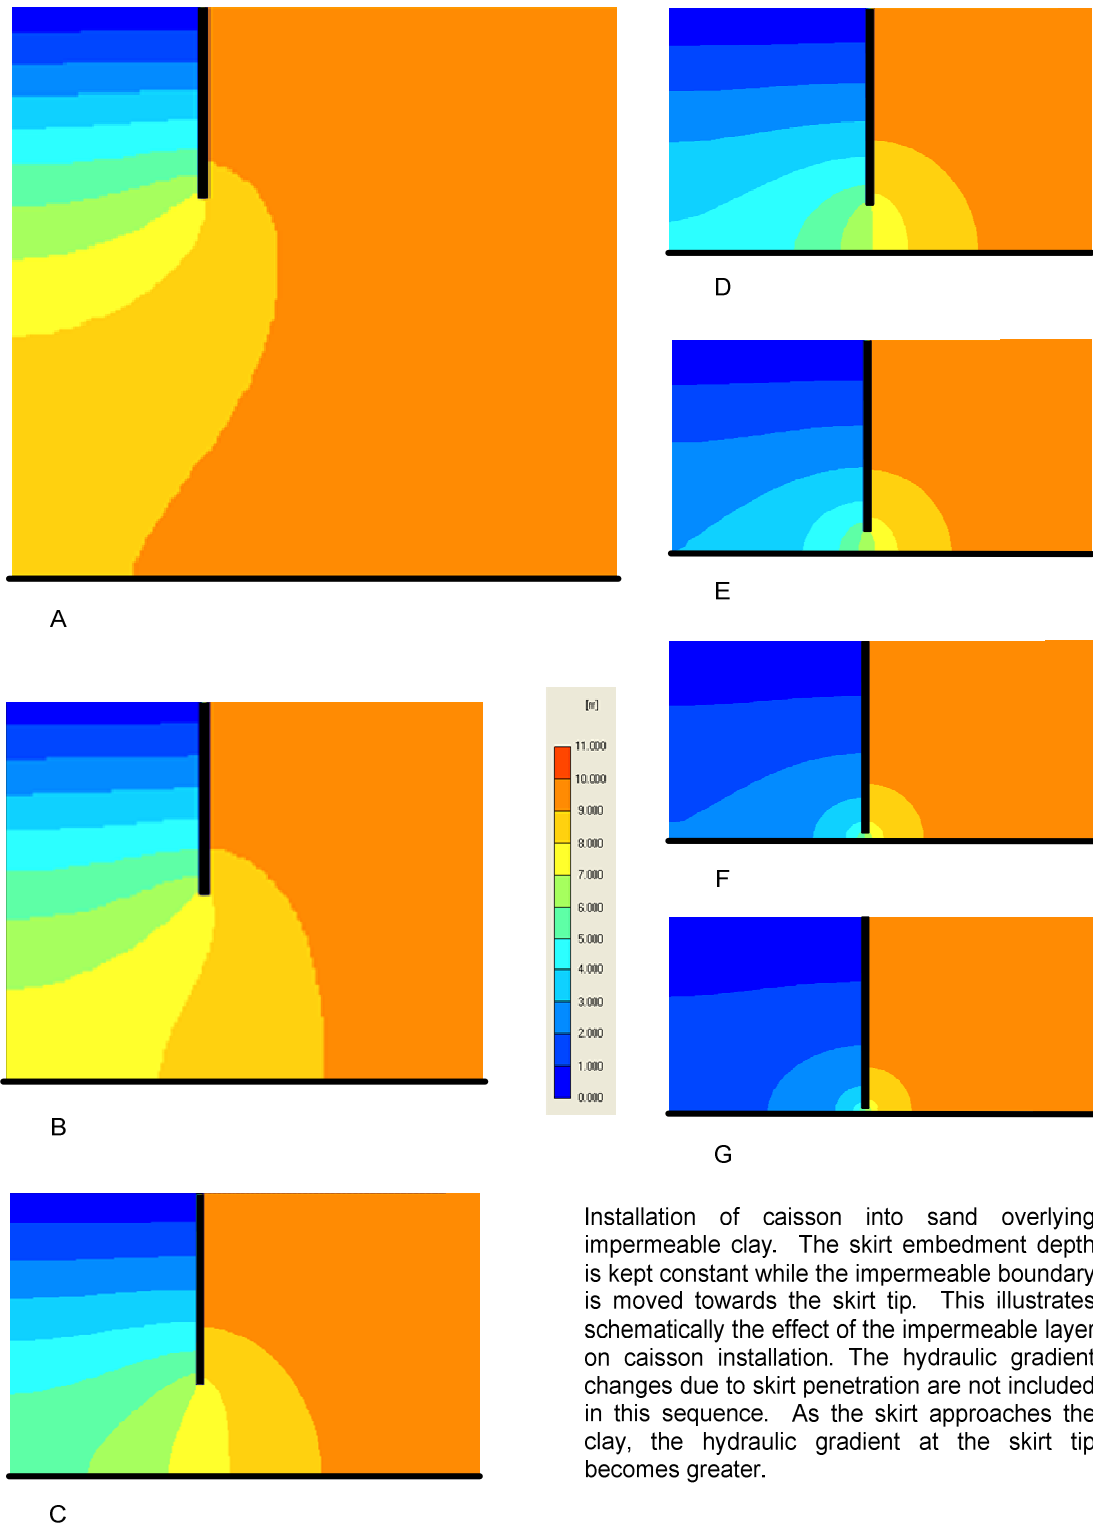 A
B
C
D
E
F
G
[m]
11.000
10.000
9.000
8.000
7.000
6.000
5.000
4.000
3.000
2.000
1.000
0.000
Installation of caisson into sand overlying
impermeable clay. The skirt embedment depth
is kept constant while the impermeable boundary
is moved towards the skirt tip. This illustrates
schematically the effect of the impermeable layer
on caisson installation. The hydraulic gradient
changes due to skirt penetration are not included
in this sequence. As the skirt approaches the
clay, the hydraulic gradient at the skirt tip
becomes greater.